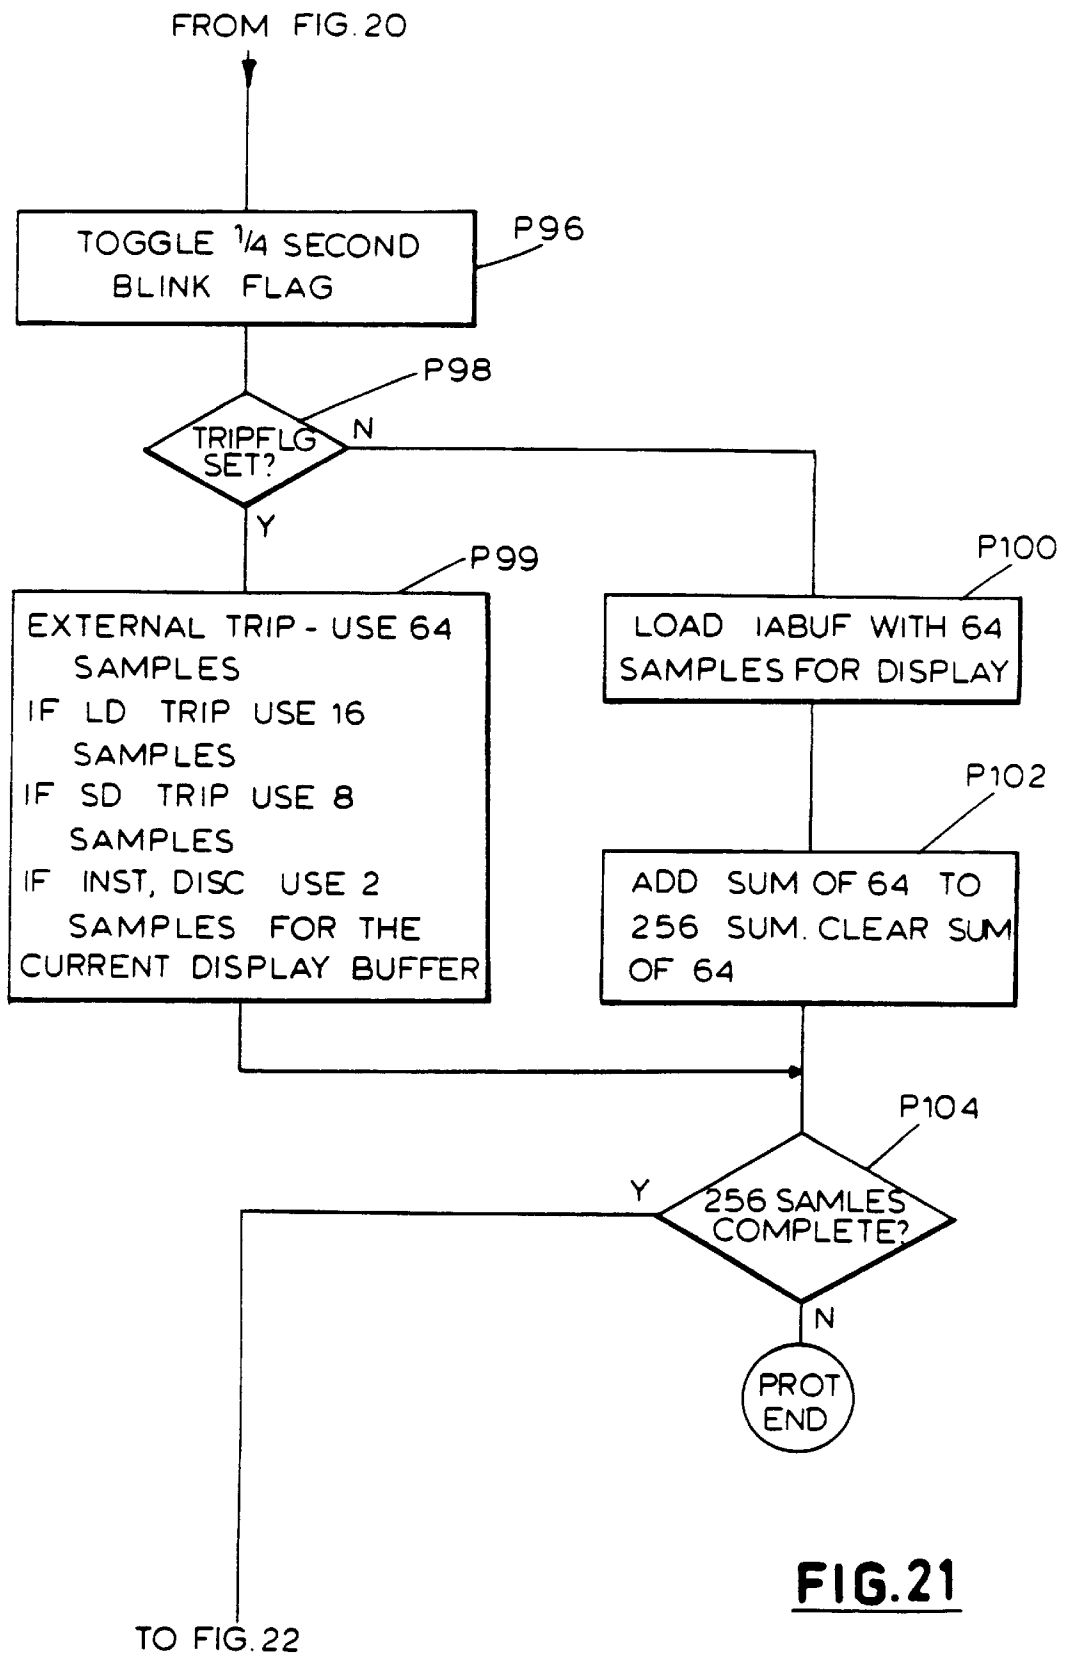 FROM FIG.20
TOGGLE 1/4 SECOND
BLINK FLAG
P96
P98
TRIPFLG
SET?
N
Y
P99
EXTERNAL TRIP - USE 64
SAMPLES
IF LD TRIP USE 16
SAMPLES
IF SD TRIP USE 8
SAMPLES
IF INST, DISC USE 2
SAMPLES FOR THE
CURRENT DISPLAY BUFFER
P100
LOAD IABUF WITH 64
SAMPLES FOR DISPLAY
P102
ADD SUM OF 64 TO
256 SUM. CLEAR SUM
OF 64
P104
Y
256 SAMLES
COMPLETE?
N
PROT
END
FIG.21
TO FIG.22